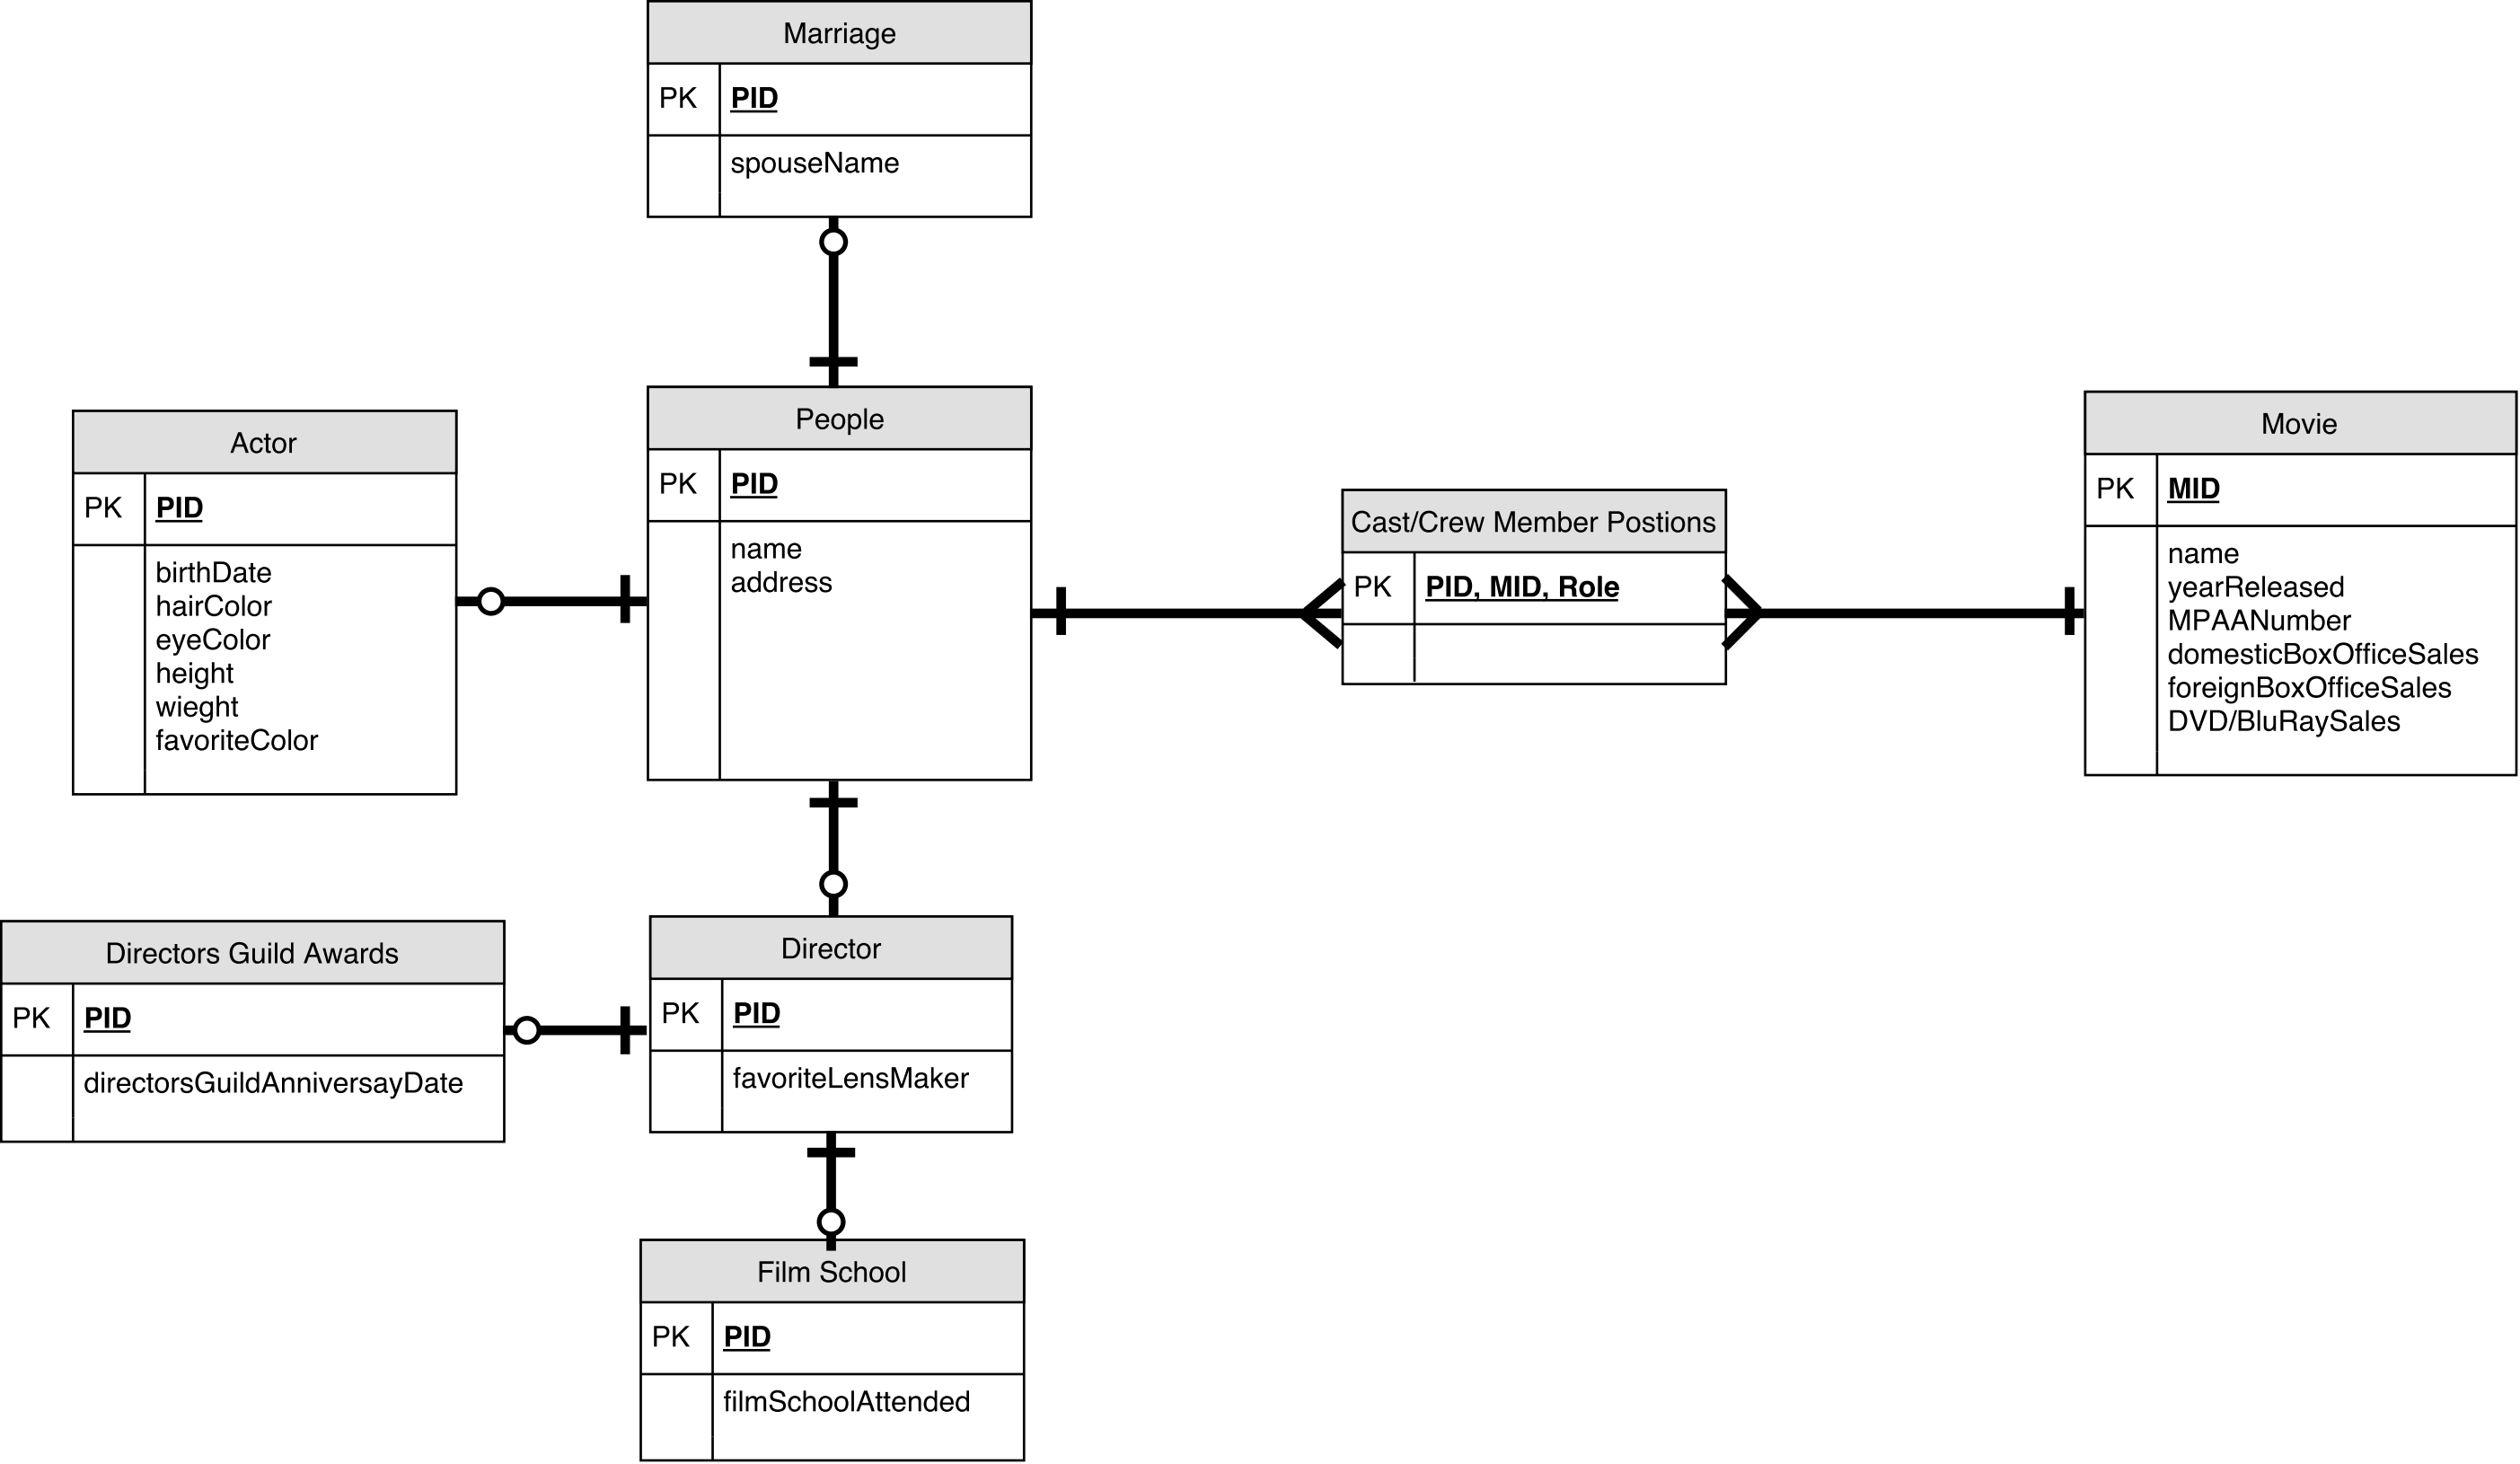 Marriage
PK PID
spouseName
Actor
PK PID
birthDate
hairColor
eyeColor
height
wieght
favoriteColor
People
PK PID
name
address
Cast/Crew Member Postions
PK PID, MID, Role
Movie
PK MID
name
yearReleased
MPAANumber
domesticBoxOfficeSales
foreignBoxOfficeSales
DVD/BluRaySales
Directors Guild Awards
PK PID
directorsGuildAnniversayDate
Director
PK PID
favoriteLensMaker
Film School
PK PID
filmSchoolAttended